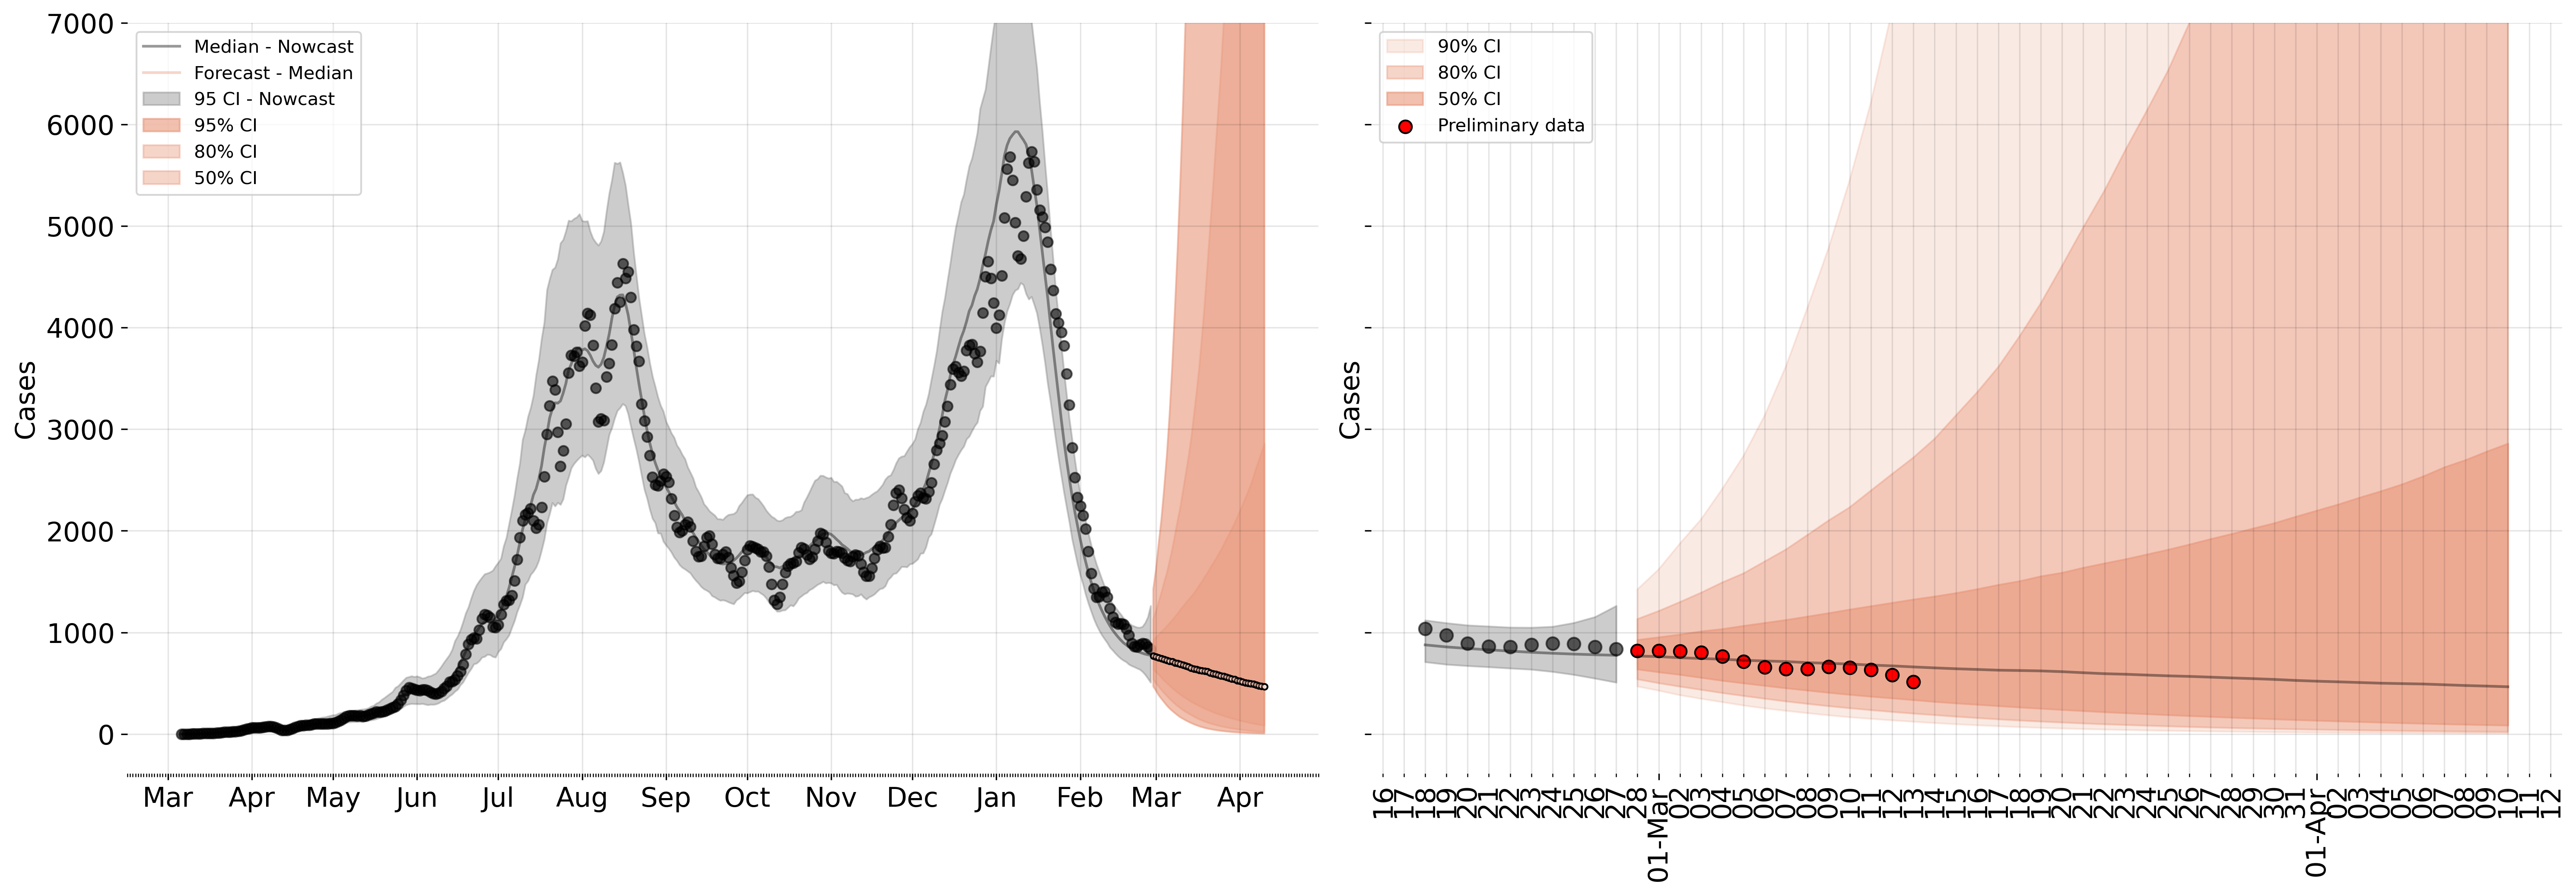 7000
6000
5000
4000
3000
2000
1000
0
Cases
Median - Nowcast
Forecast - Median
95 CI - Nowcast
95% CI
80% CI
50% CI
Mar Apr May Jun Jul Aug Sep Oct Nov Dec Jan Feb Mar Apr
Cases
90% CI
80% CI
50% CI
Preliminary data
16 17 18 19 20 21 22 23 24 25 26 27 28 01-Mar 02 03 04 05 06 07 08 09 10 11 12 13 14 15 16 17 18 19 20 21 22 23 24 25 26 27 28 29 30 31 01-Apr 02 03 04 05 06 07 08 09 10 11 12